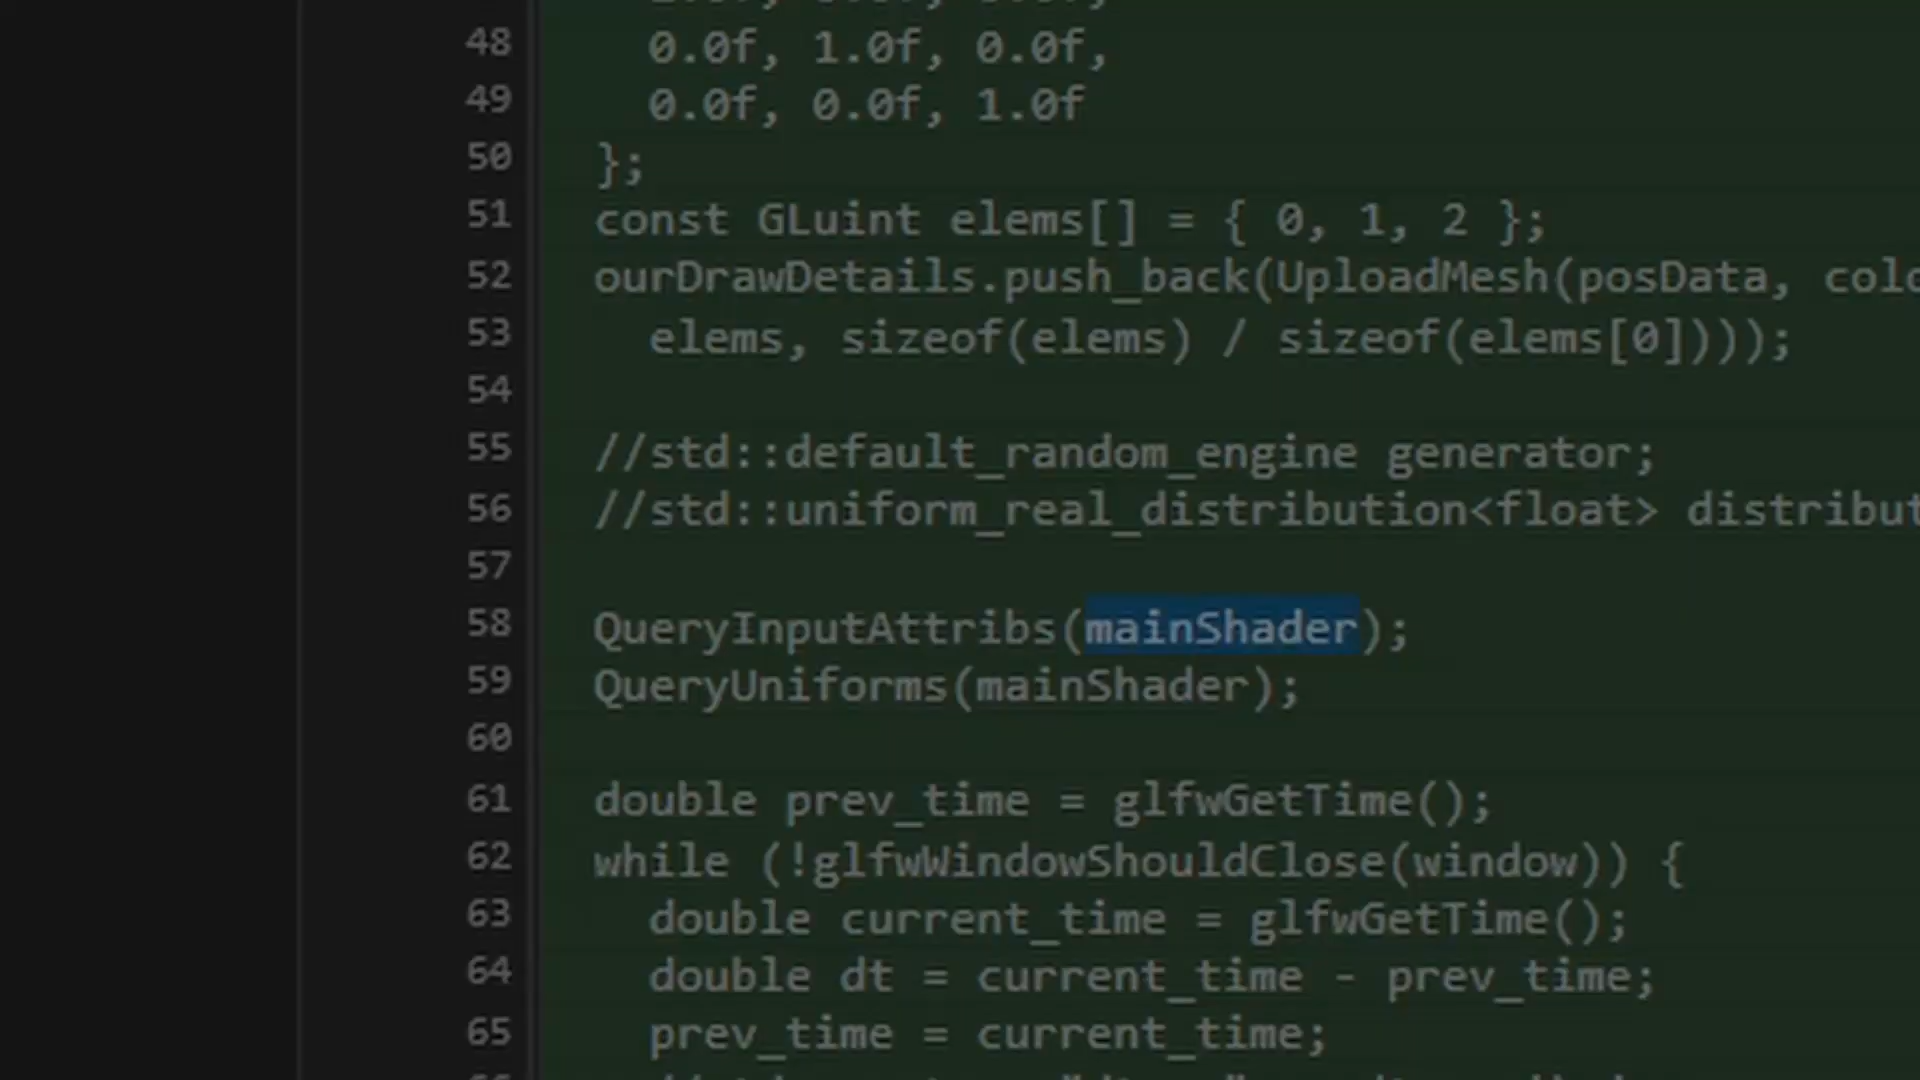 48 0.0f, 1.0f, 0.0f,
49 0.0f, 0.0f, 1.0f
50 };
51 const GLuint elems[] = { 0, 1, 2 };
52 ourDrawDetails.push_back(UploadMesh(posData,
53 elems, sizeof(elems) / sizeof(elems[0])));
54
55 //std::default_random_engine generator;
56 //std::uniform_real_distribution<float>
57
58 QueryInputAttribs(mainShader);
59 QueryUniforms(mainShader);
60
61 double prev_time = glfwGetTime();
62 while (!glfwWindowShouldClose(window)) {
63 double current_time = glfwGetTime();
64 double dt = current_time - prev_time;
65 prev_time = current_time;